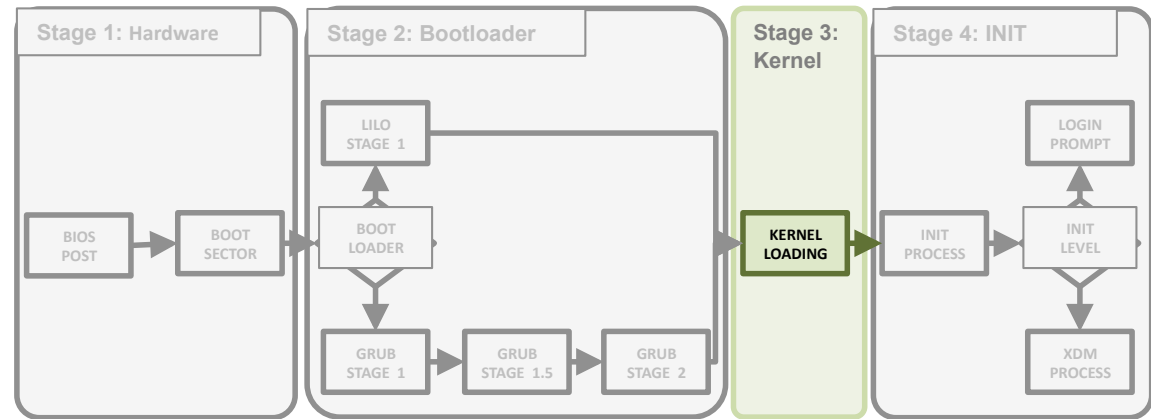 Stage 1: Hardware
Stage 2: Bootloader
Stage 3:
Kernel
Stage 4: INIT
LILO
STAGE 1
LOGIN
PROMPT
BIOS
POST
BOOT
SECTOR
BOOT
LOADER
KERNEL
LOADING
INIT
PROCESS
INIT
LEVEL
GRUB
STAGE 1
GRUB
STAGE 1.5
GRUB
STAGE 2
XDM
PROCESS